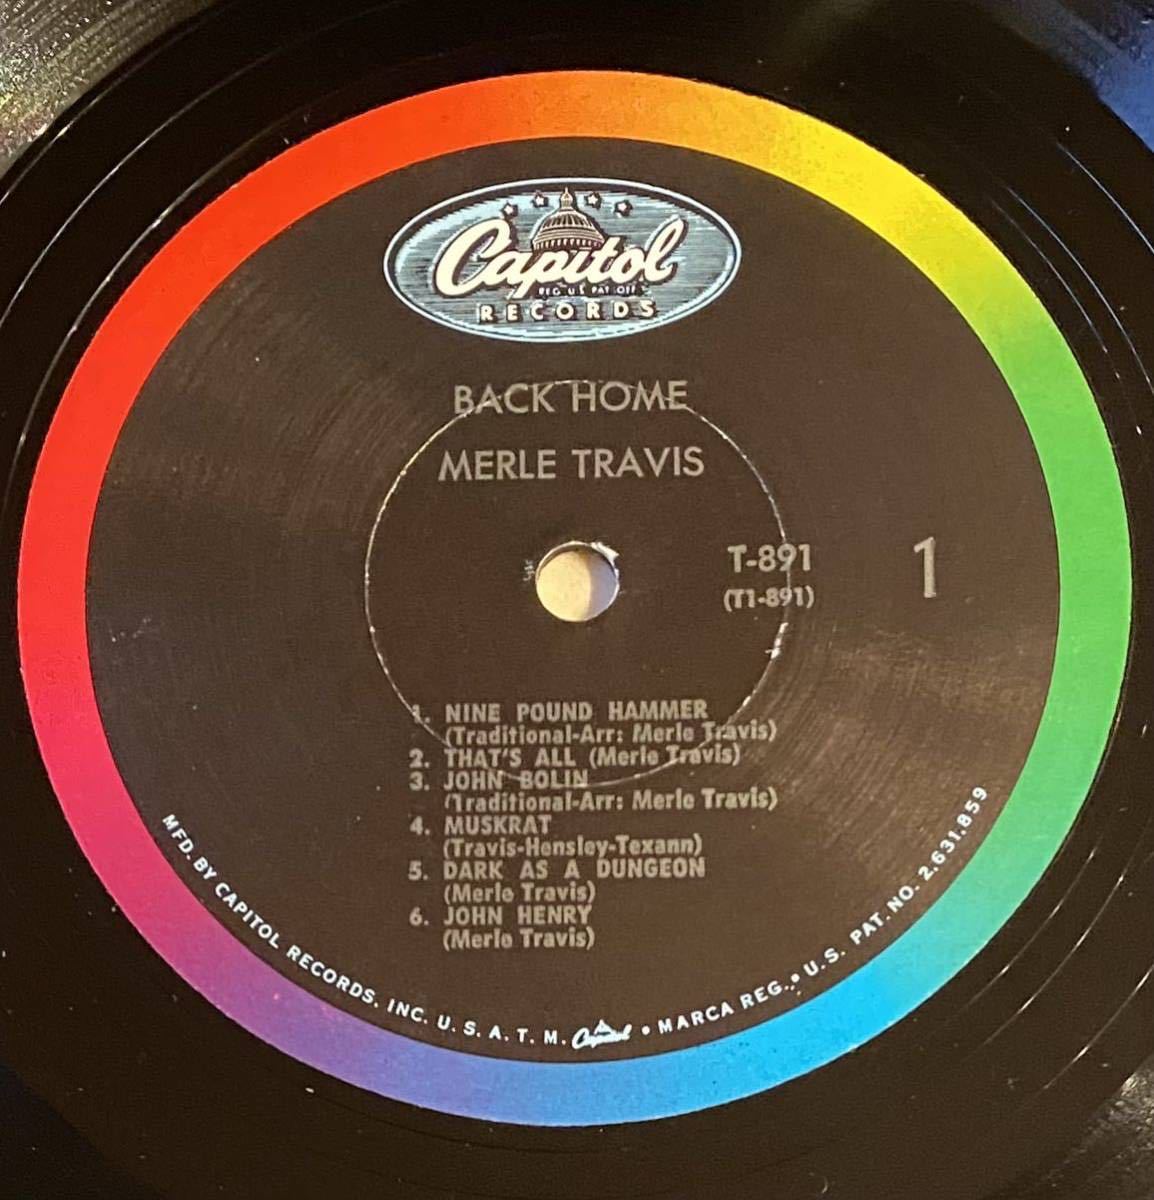 Capitol
REG. U.S. PAT. OFF.
RECORDS
BACK HOME
MERLE TRAVIS
T-891
(T1-891)
1
1. NINE POUND HAMMER
(Traditional-Arr: Merle Travis)
2. THAT'S ALL (Merle Travis)
3. JOHN BOLIN
(Traditional-Arr: Merle Travis)
4. MUSKRAT
(Travis-Hensley-Texann)
5. DARK AS A DUNGEON
(Merle Travis)
6. JOHN HENRY
(Merle Travis)
MFD. BY CAPITOL RECORDS, INC. U.S.A. T.M. Capitol • MARCA REG. • U.S. PAT. NO. 2,631,859